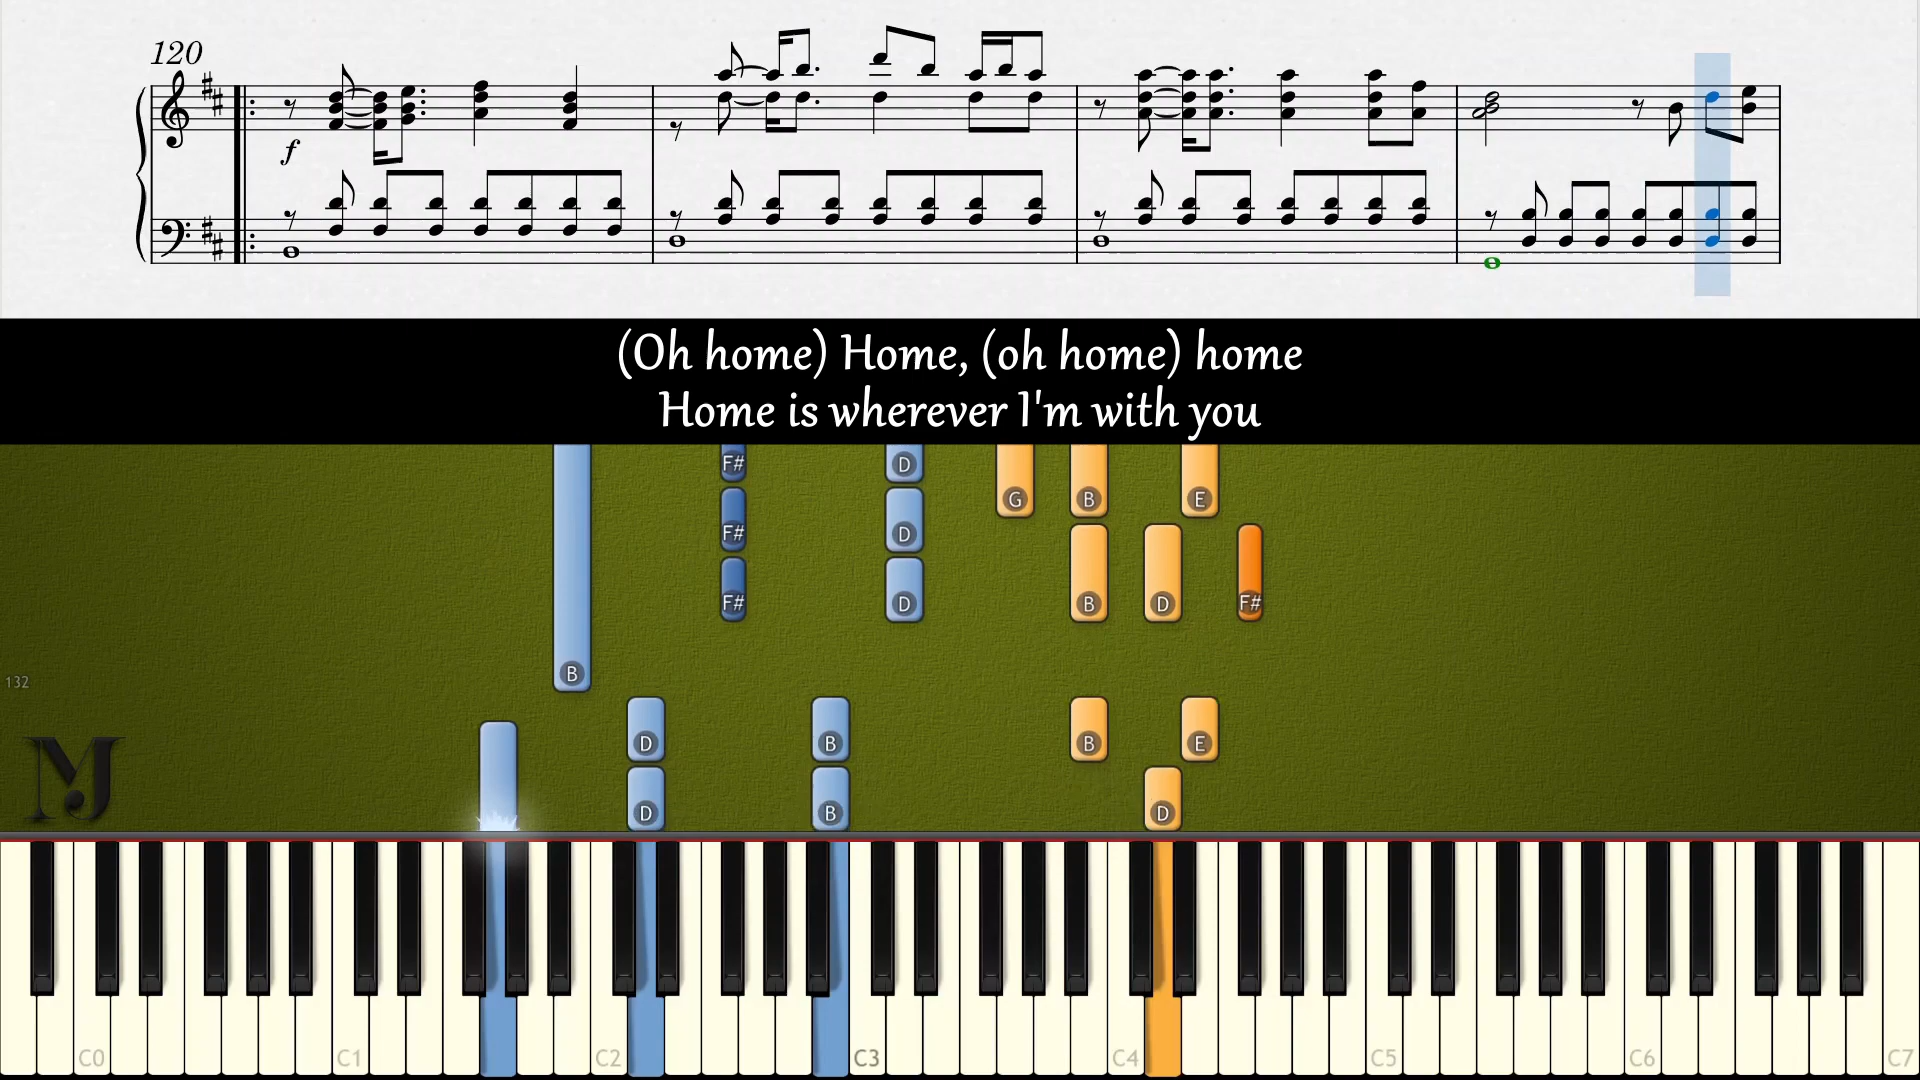 120
f
(Oh home) Home, (oh home) home
Home is wherever I'm with you
F# D G B E
F# D
F# D B D F#
B
132
D B B E
D B D
MJ
C0 C1 C2 C3 C4 C5 C6 C7